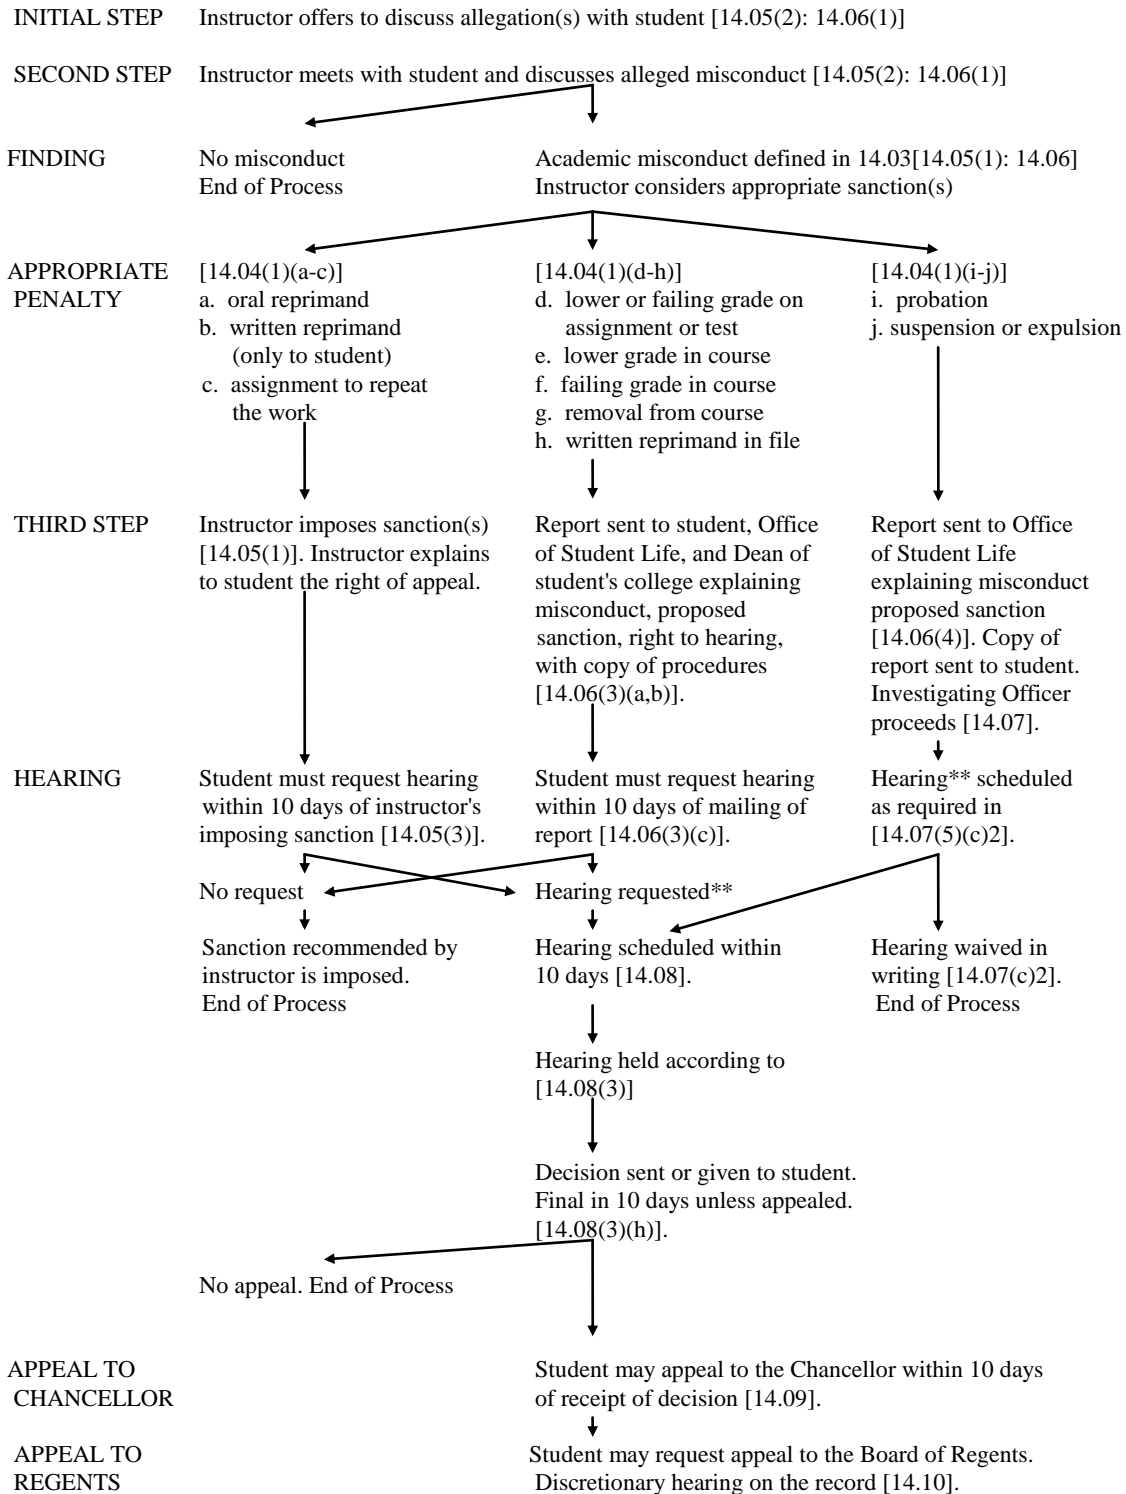 INITIAL STEP Instructor offers to discuss allegation(s) with student [14.05(2): 14.06(1)]
SECOND STEP Instructor meets with student and discusses alleged misconduct [14.05(2): 14.06(1)]
FINDING
No misconduct
End of Process
Academic misconduct defined in 14.03[14.05(1): 14.06]
Instructor considers appropriate sanction(s)
APPROPRIATE
PENALTY
[14.04(1)(a-c)]
a. oral reprimand
b. written reprimand
(only to student)
c. assignment to repeat
the work
[14.04(1)(d-h)]
d. lower or failing grade on
assignment or test
e. lower grade in course
f. failing grade in course
g. removal from course
h. written reprimand in file
[14.04(1)(i-j)]
i. probation
j. suspension or expulsion
THIRD STEP
Instructor imposes sanction(s)
[14.05(1)]. Instructor explains
to student the right of appeal.
Report sent to student, Office
of Student Life, and Dean of
student's college explaining
misconduct, proposed
sanction, right to hearing,
with copy of procedures
[14.06(3)(a,b)].
Report sent to Office
of Student Life
explaining misconduct
proposed sanction
[14.06(4)]. Copy of
report sent to student.
Investigating Officer
proceeds [14.07].
HEARING
Student must request hearing
within 10 days of instructor's
imposing sanction [14.05(3)].
Student must request hearing
within 10 days of mailing of
report [14.06(3)(c)].
Hearing** scheduled
as required in
[14.07(5)(c)2].
No request
Hearing requested**
Sanction recommended by
instructor is imposed.
End of Process
Hearing scheduled within
10 days [14.08].
Hearing waived in
writing [14.07(c)2].
End of Process
Hearing held according to
[14.08(3)]
Decision sent or given to student.
Final in 10 days unless appealed.
[14.08(3)(h)].
No appeal. End of Process
APPEAL TO
CHANCELLOR
Student may appeal to the Chancellor within 10 days
of receipt of decision [14.09].
APPEAL TO
REGENTS
Student may request appeal to the Board of Regents.
Discretionary hearing on the record [14.10].